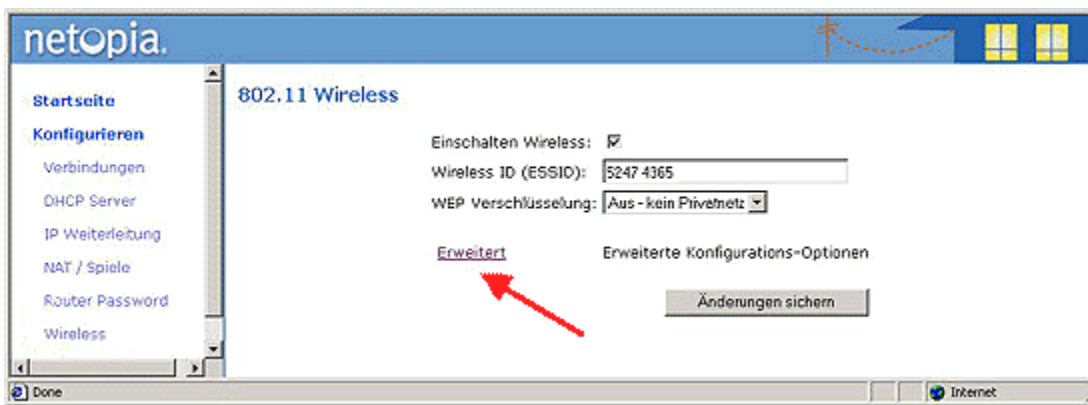 netopia.
Startseite
Konfigurieren
Verbindungen
DHCP Server
IP Weiterleitung
NAT / Spiele
Router Password
Wireless
802.11 Wireless
Einschalten Wireless:
Wireless ID (ESSID): 5247 4365
WEP Verschlüsselung: Aus - kein Privatnetz
Erweitert Erweiterte Konfigurations-Optionen
Änderungen sichern
Done
Internet